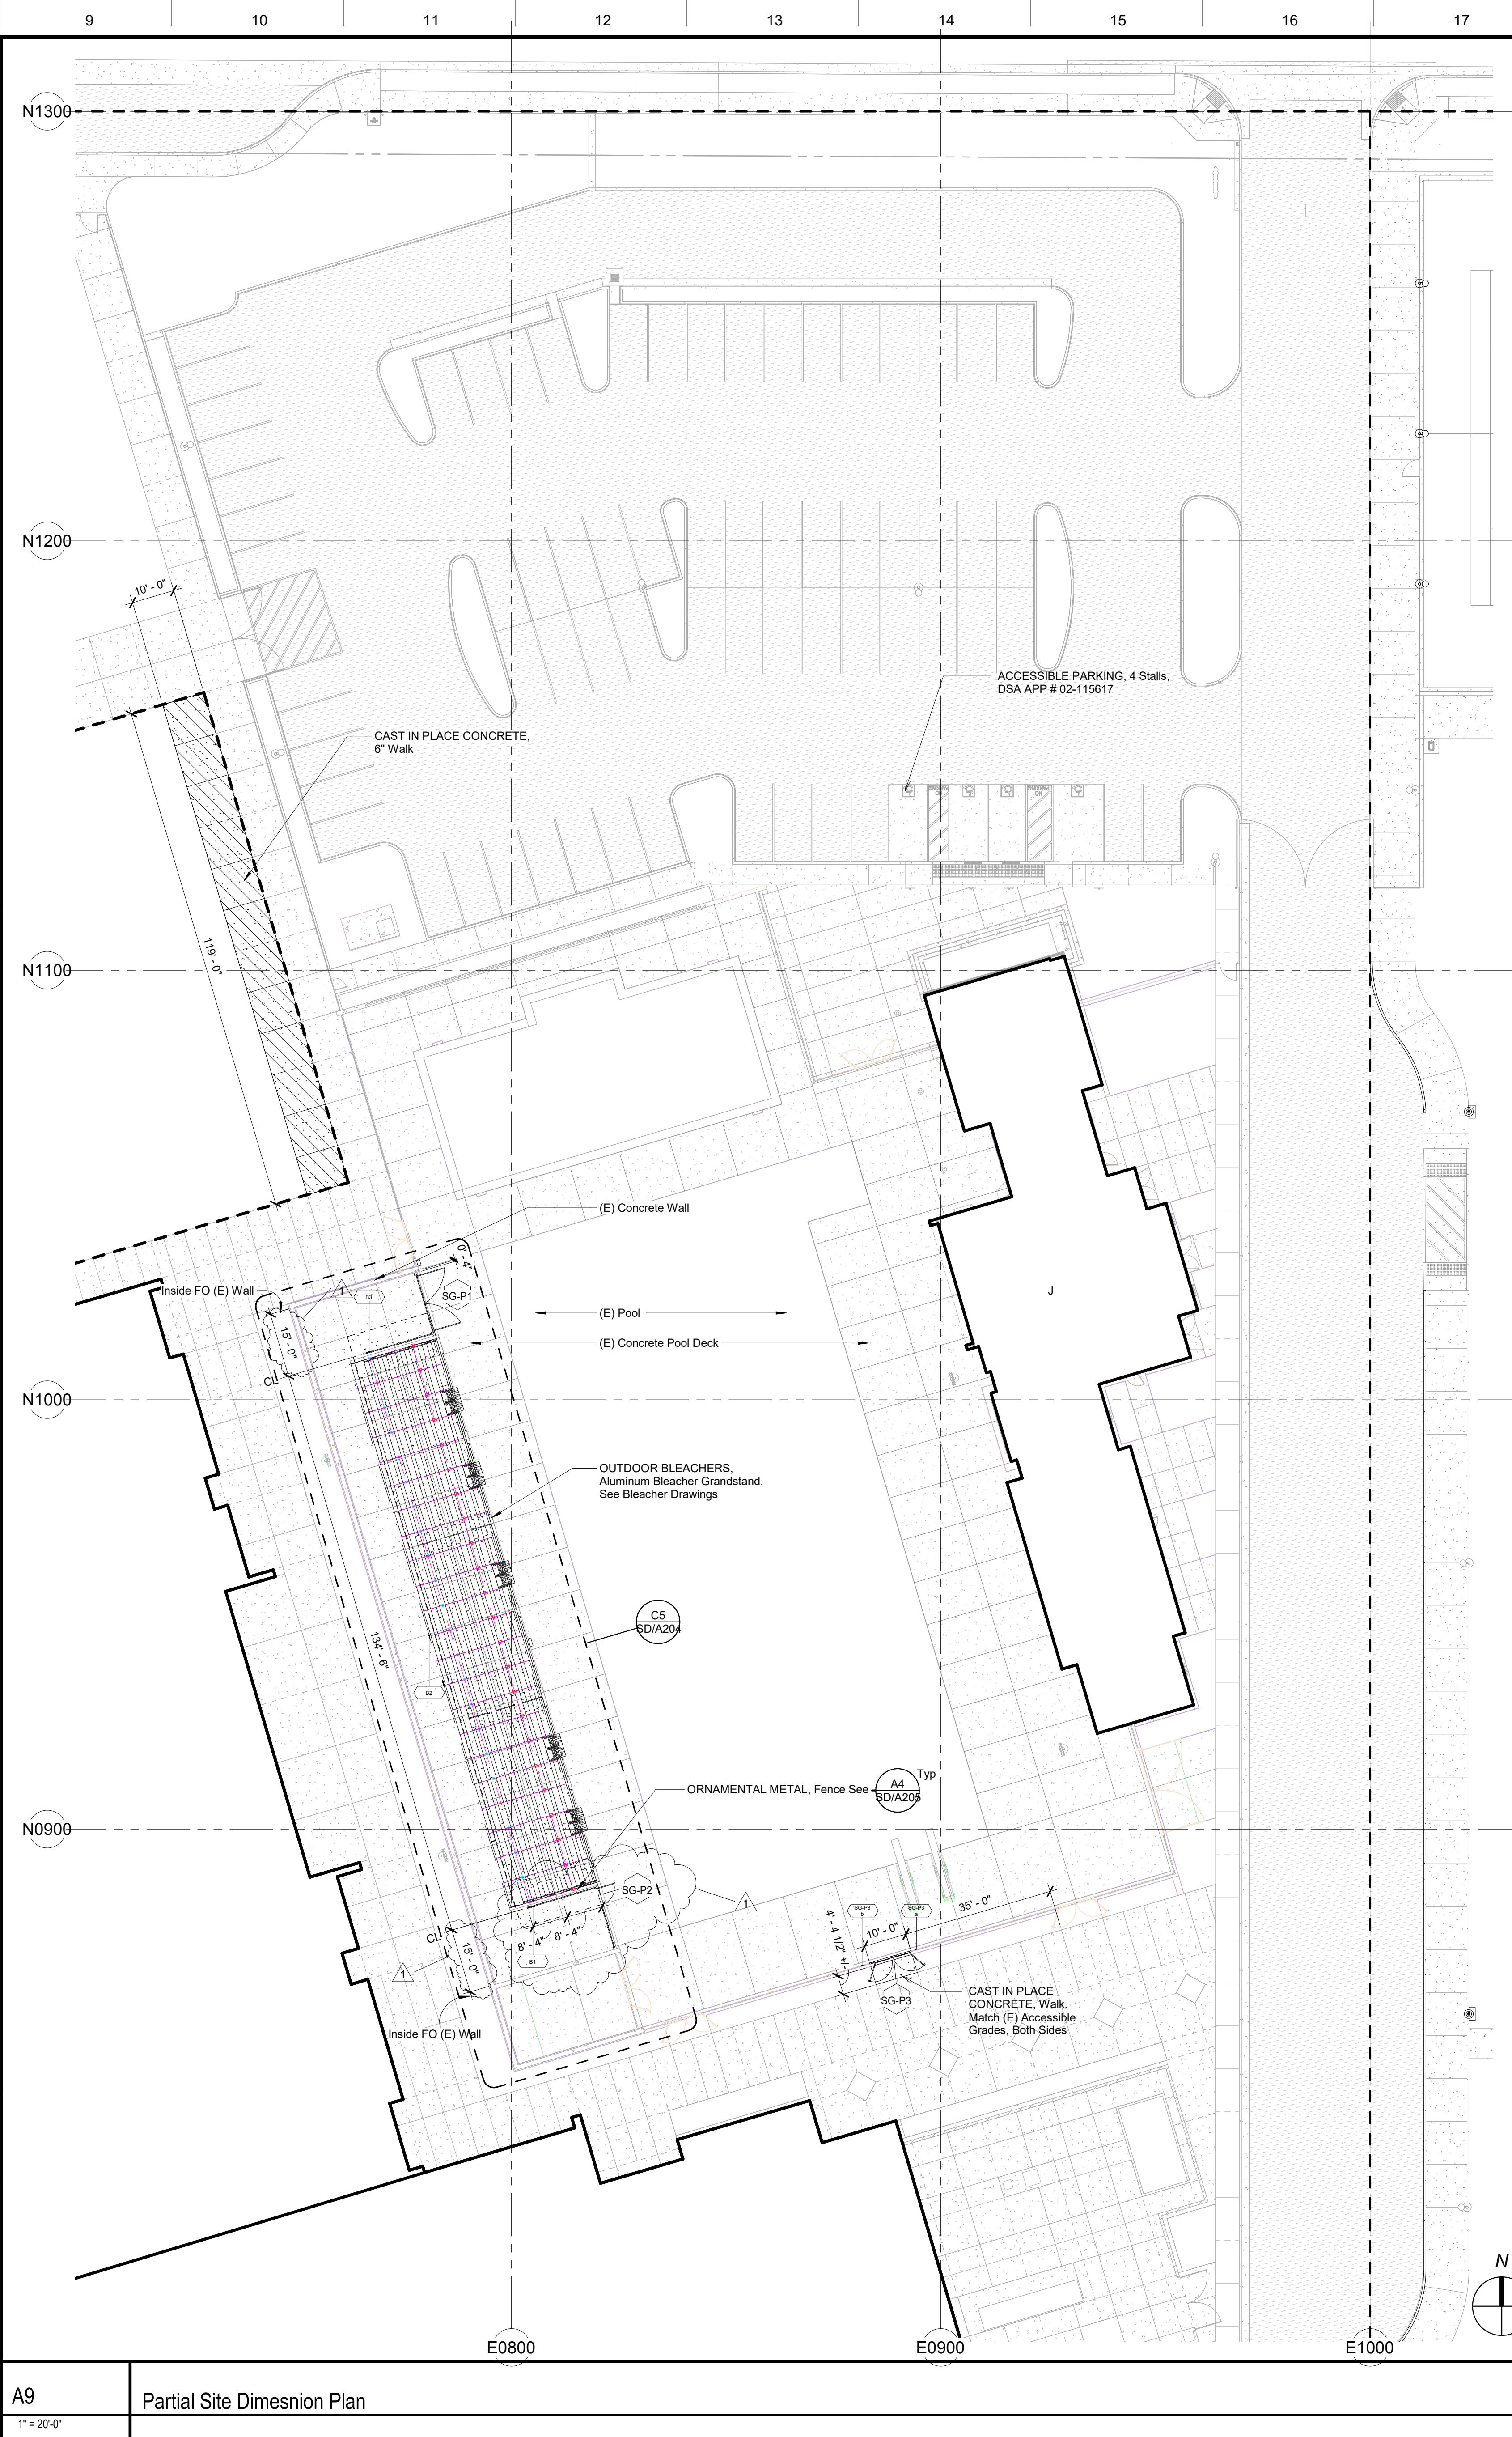 9 10 11 12 13 14 15 16 17
N1300
N1200
10' - 0"
ACCESSIBLE PARKING, 4 Stalls,
DSA APP # 02-115617
CAST IN PLACE CONCRETE,
6" Walk
NO
PARKING
NO
PARKING
119' - 0"
N1100
(E) Concrete Wall
0' - 4"
Inside FO (E) Wall
1
B3
SG-P1
J
(E) Pool
15' - 0"
(E) Concrete Pool Deck
CL
N1000
OUTDOOR BLEACHERS,
Aluminum Bleacher Grandstand.
See Bleacher Drawings
C5
SD/A204
134' - 6"
B2
Typ
ORNAMENTAL METAL, Fence See
A4
SD/A205
N0900
SG-P2
1
SG-P3
b
SG-P3
a
35' - 0"
10' - 0"
4' - 4 1/2" +/-
CL
8' - 4"
8' - 4"
15' - 0"
B1
1
SG-P3
CAST IN PLACE
CONCRETE, Walk.
Match (E) Accessible
Grades, Both Sides
Inside FO (E) Wall
N
E0800
E0900
E1000
A9
Partial Site Dimesnion Plan
1" = 20'-0"